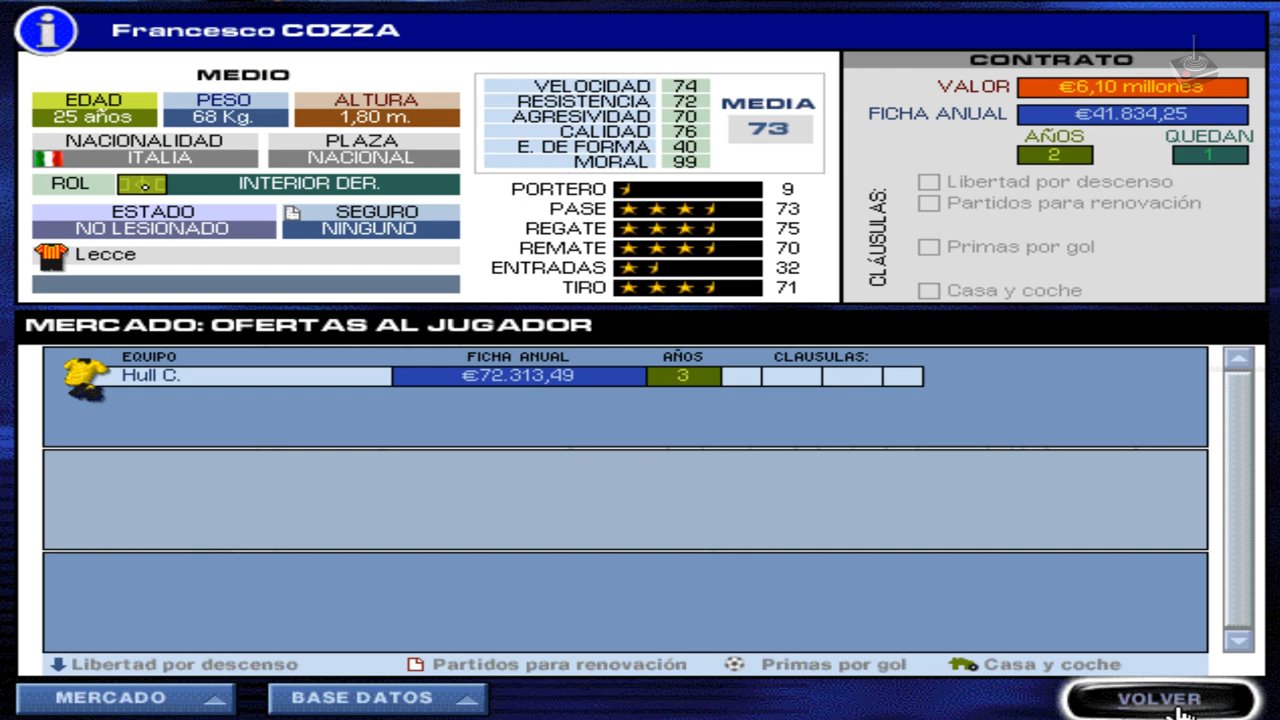 Francesco COZZA
MEDIO
EDAD PESO ALTURA
25 años 68 Kg. 1,80 m.
NACIONALIDAD PLAZA
ITALIA NACIONAL
ROL INTERIOR DER.
ESTADO SEGURO
NO LESIONADO NINGUNO
Lecce
VELOCIDAD 74
RESISTENCIA 72
AGRESIVIDAD 70
CALIDAD 76
E. DE FORMA 40
MORAL 99
MEDIA
73
PORTERO 9
PASE 73
REGATE 75
REMATE 70
ENTRADAS 32
TIRO 71
CONTRATO
VALOR €6,10 millones
FICHA ANUAL €41.834,25
AÑOS QUEDAN
2 1
CLÁUSULAS:
Libertad por descenso
Partidos para renovación
Primas por gol
Casa y coche
MERCADO: OFERTAS AL JUGADOR
EQUIPO FICHA ANUAL AÑOS CLAUSULAS:
Hull C. €72.313,49 3
Libertad por descenso Partidos para renovación Primas por gol Casa y coche
MERCADO BASE DATOS VOLVER